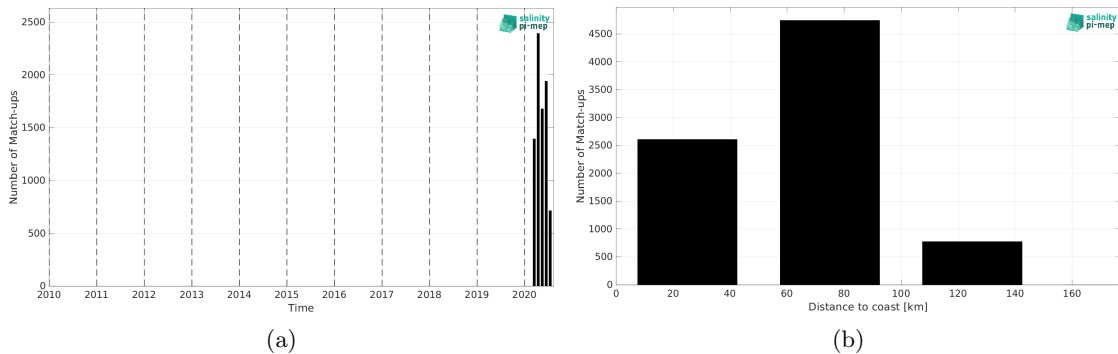 salinity
pi-mep
2500
2000
1500
1000
500
0
Number of Match-ups
2010 2011 2012 2013 2014 2015 2016 2017 2018 2019 2020
Time
(a)
salinity
pi-mep
4500
4000
3500
3000
2500
2000
1500
1000
500
0
Number of Match-ups
0 20 40 60 80 100 120 140 160
Distance to coast [km]
(b)